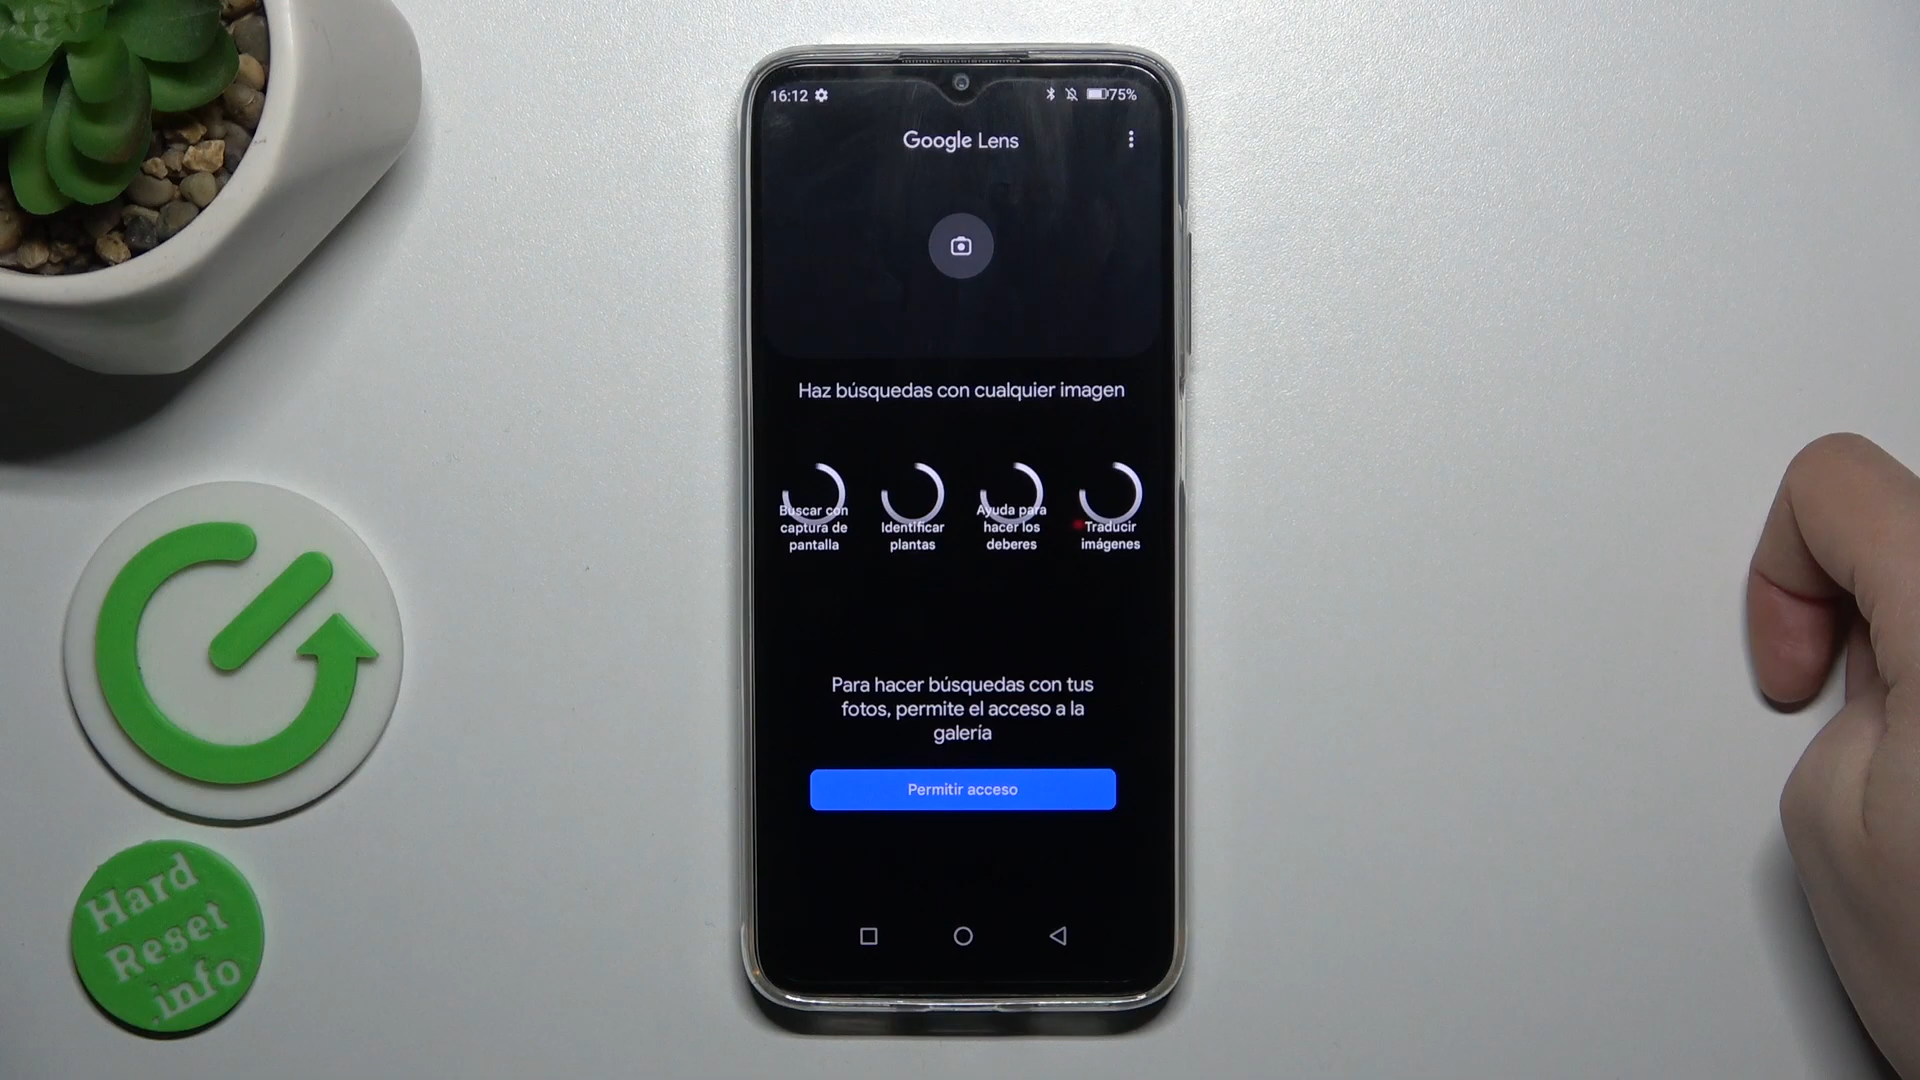 16:12
75%
Google Lens
Haz búsquedas con cualquier imagen
Buscar con
captura de
pantalla
Identificar
plantas
Ayuda para
hacer los
deberes
Traducir
imágenes
Para hacer búsquedas con tus
fotos, permite el acceso a la
galería
Permitir acceso
Hard
Reset
.info